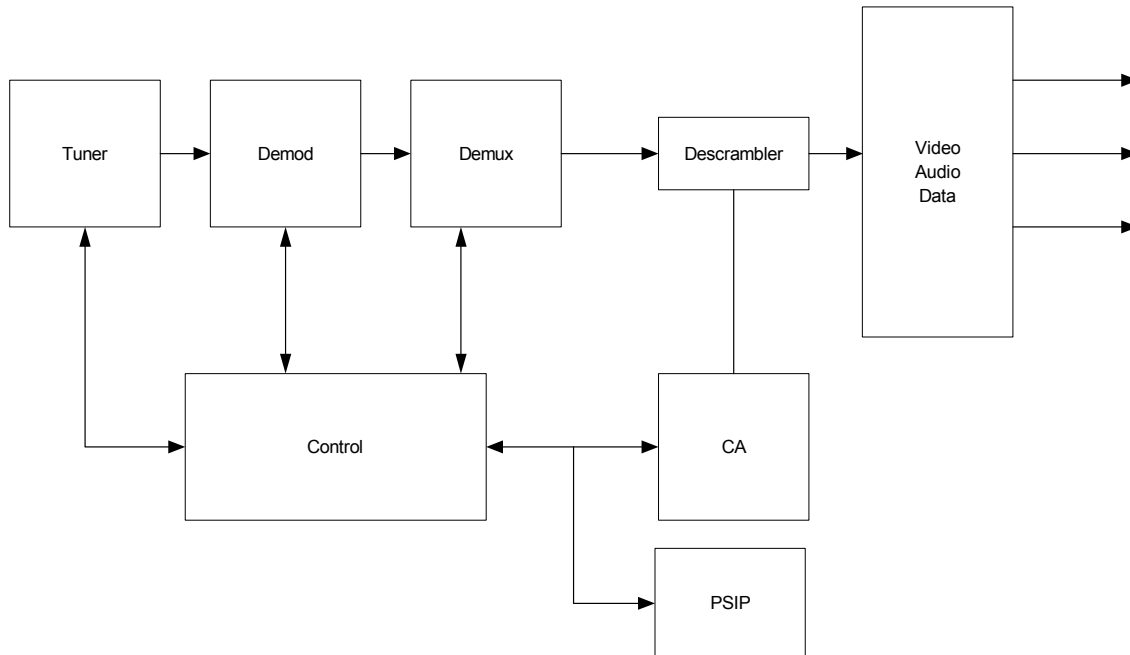 Tuner
Demod
Demux
Descrambler
Video
Audio
Data
Control
CA
PSIP